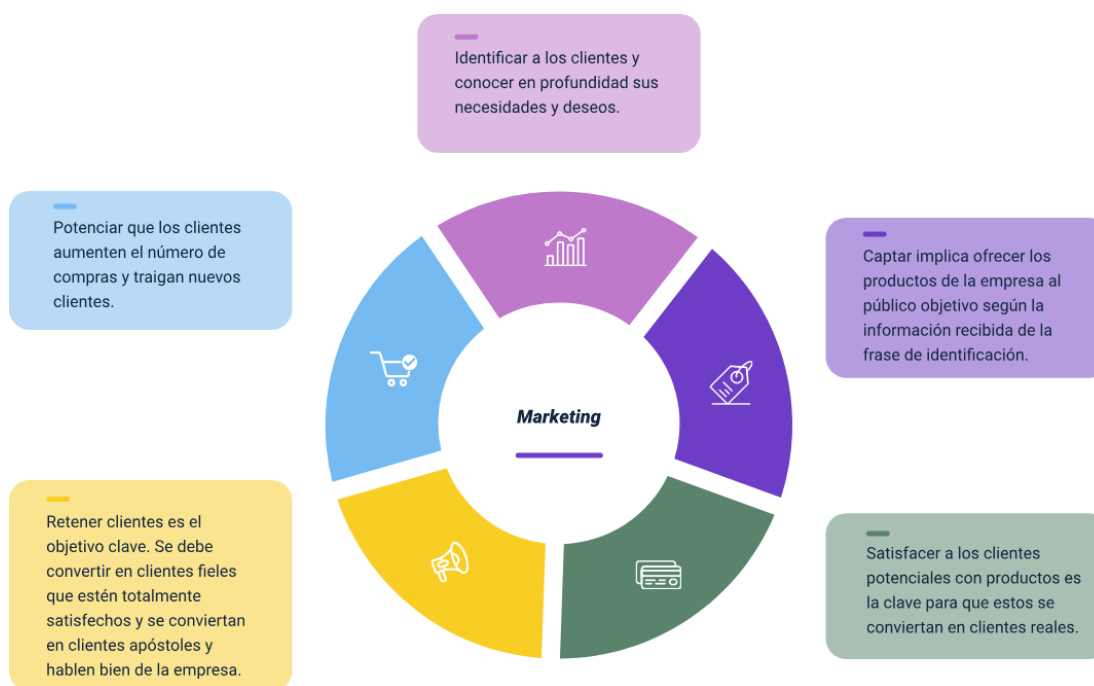 Identificar a los clientes y
conocer en profundidad sus
necesidades y deseos.
Potenciar que los clientes
aumenten el número de
compras y traigan nuevos
clientes.
Captar implica ofrecer los
productos de la empresa al
público objetivo según la
información recibida de la
frase de identificación.
Marketing
Retener clientes es el
objetivo clave. Se debe
convertir en clientes fieles
que estén totalmente
satisfechos y se conviertan
en clientes apóstoles y
hablen bien de la empresa.
Satisfacer a los clientes
potenciales con productos es
la clave para que estos se
conviertan en clientes reales.